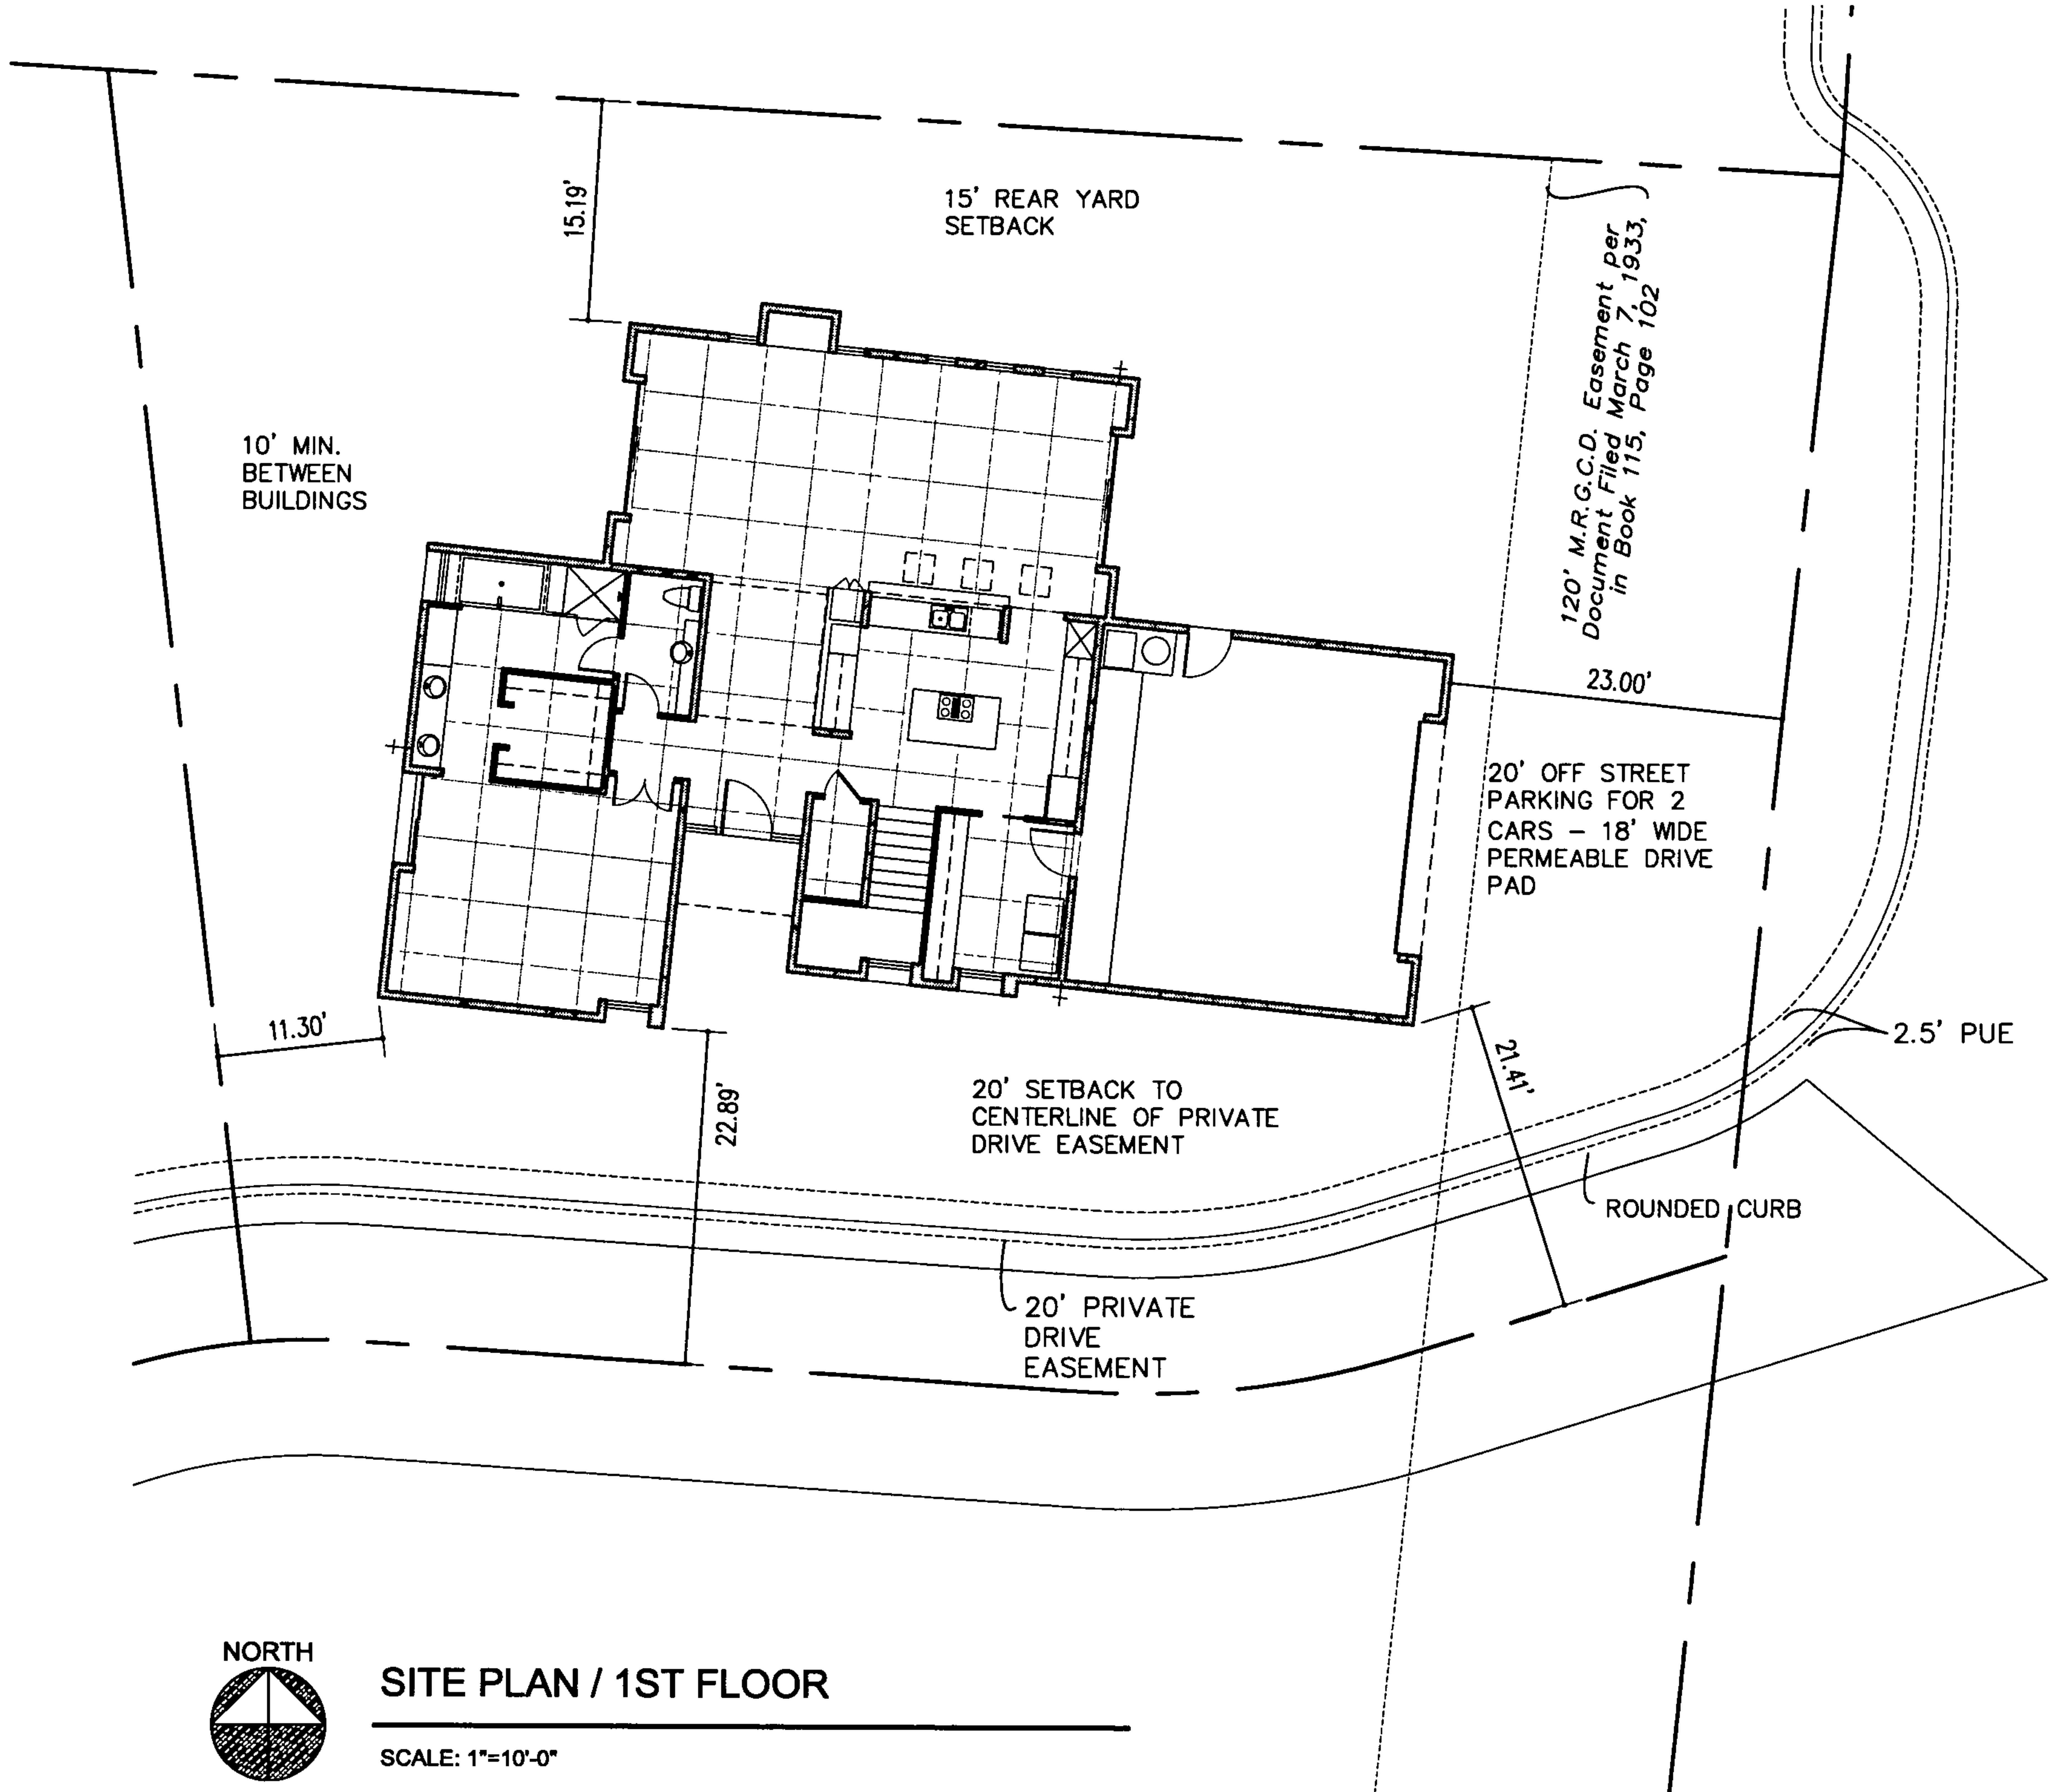 15.19'
15' REAR YARD
SETBACK
120' M.R.G.C.D. Easement per
Document Filed March 7, 1933,
in Book 115, Page 102
10' MIN.
BETWEEN
BUILDINGS
23.00'
20' OFF STREET
PARKING FOR 2
CARS – 18' WIDE
PERMEABLE DRIVE
PAD
11.30'
22.89'
21.41'
2.5' PUE
20' SETBACK TO
CENTERLINE OF PRIVATE
DRIVE EASEMENT
ROUNDED CURB
20' PRIVATE
DRIVE
EASEMENT
NORTH
SITE PLAN / 1ST FLOOR
SCALE: 1"=10'-0"